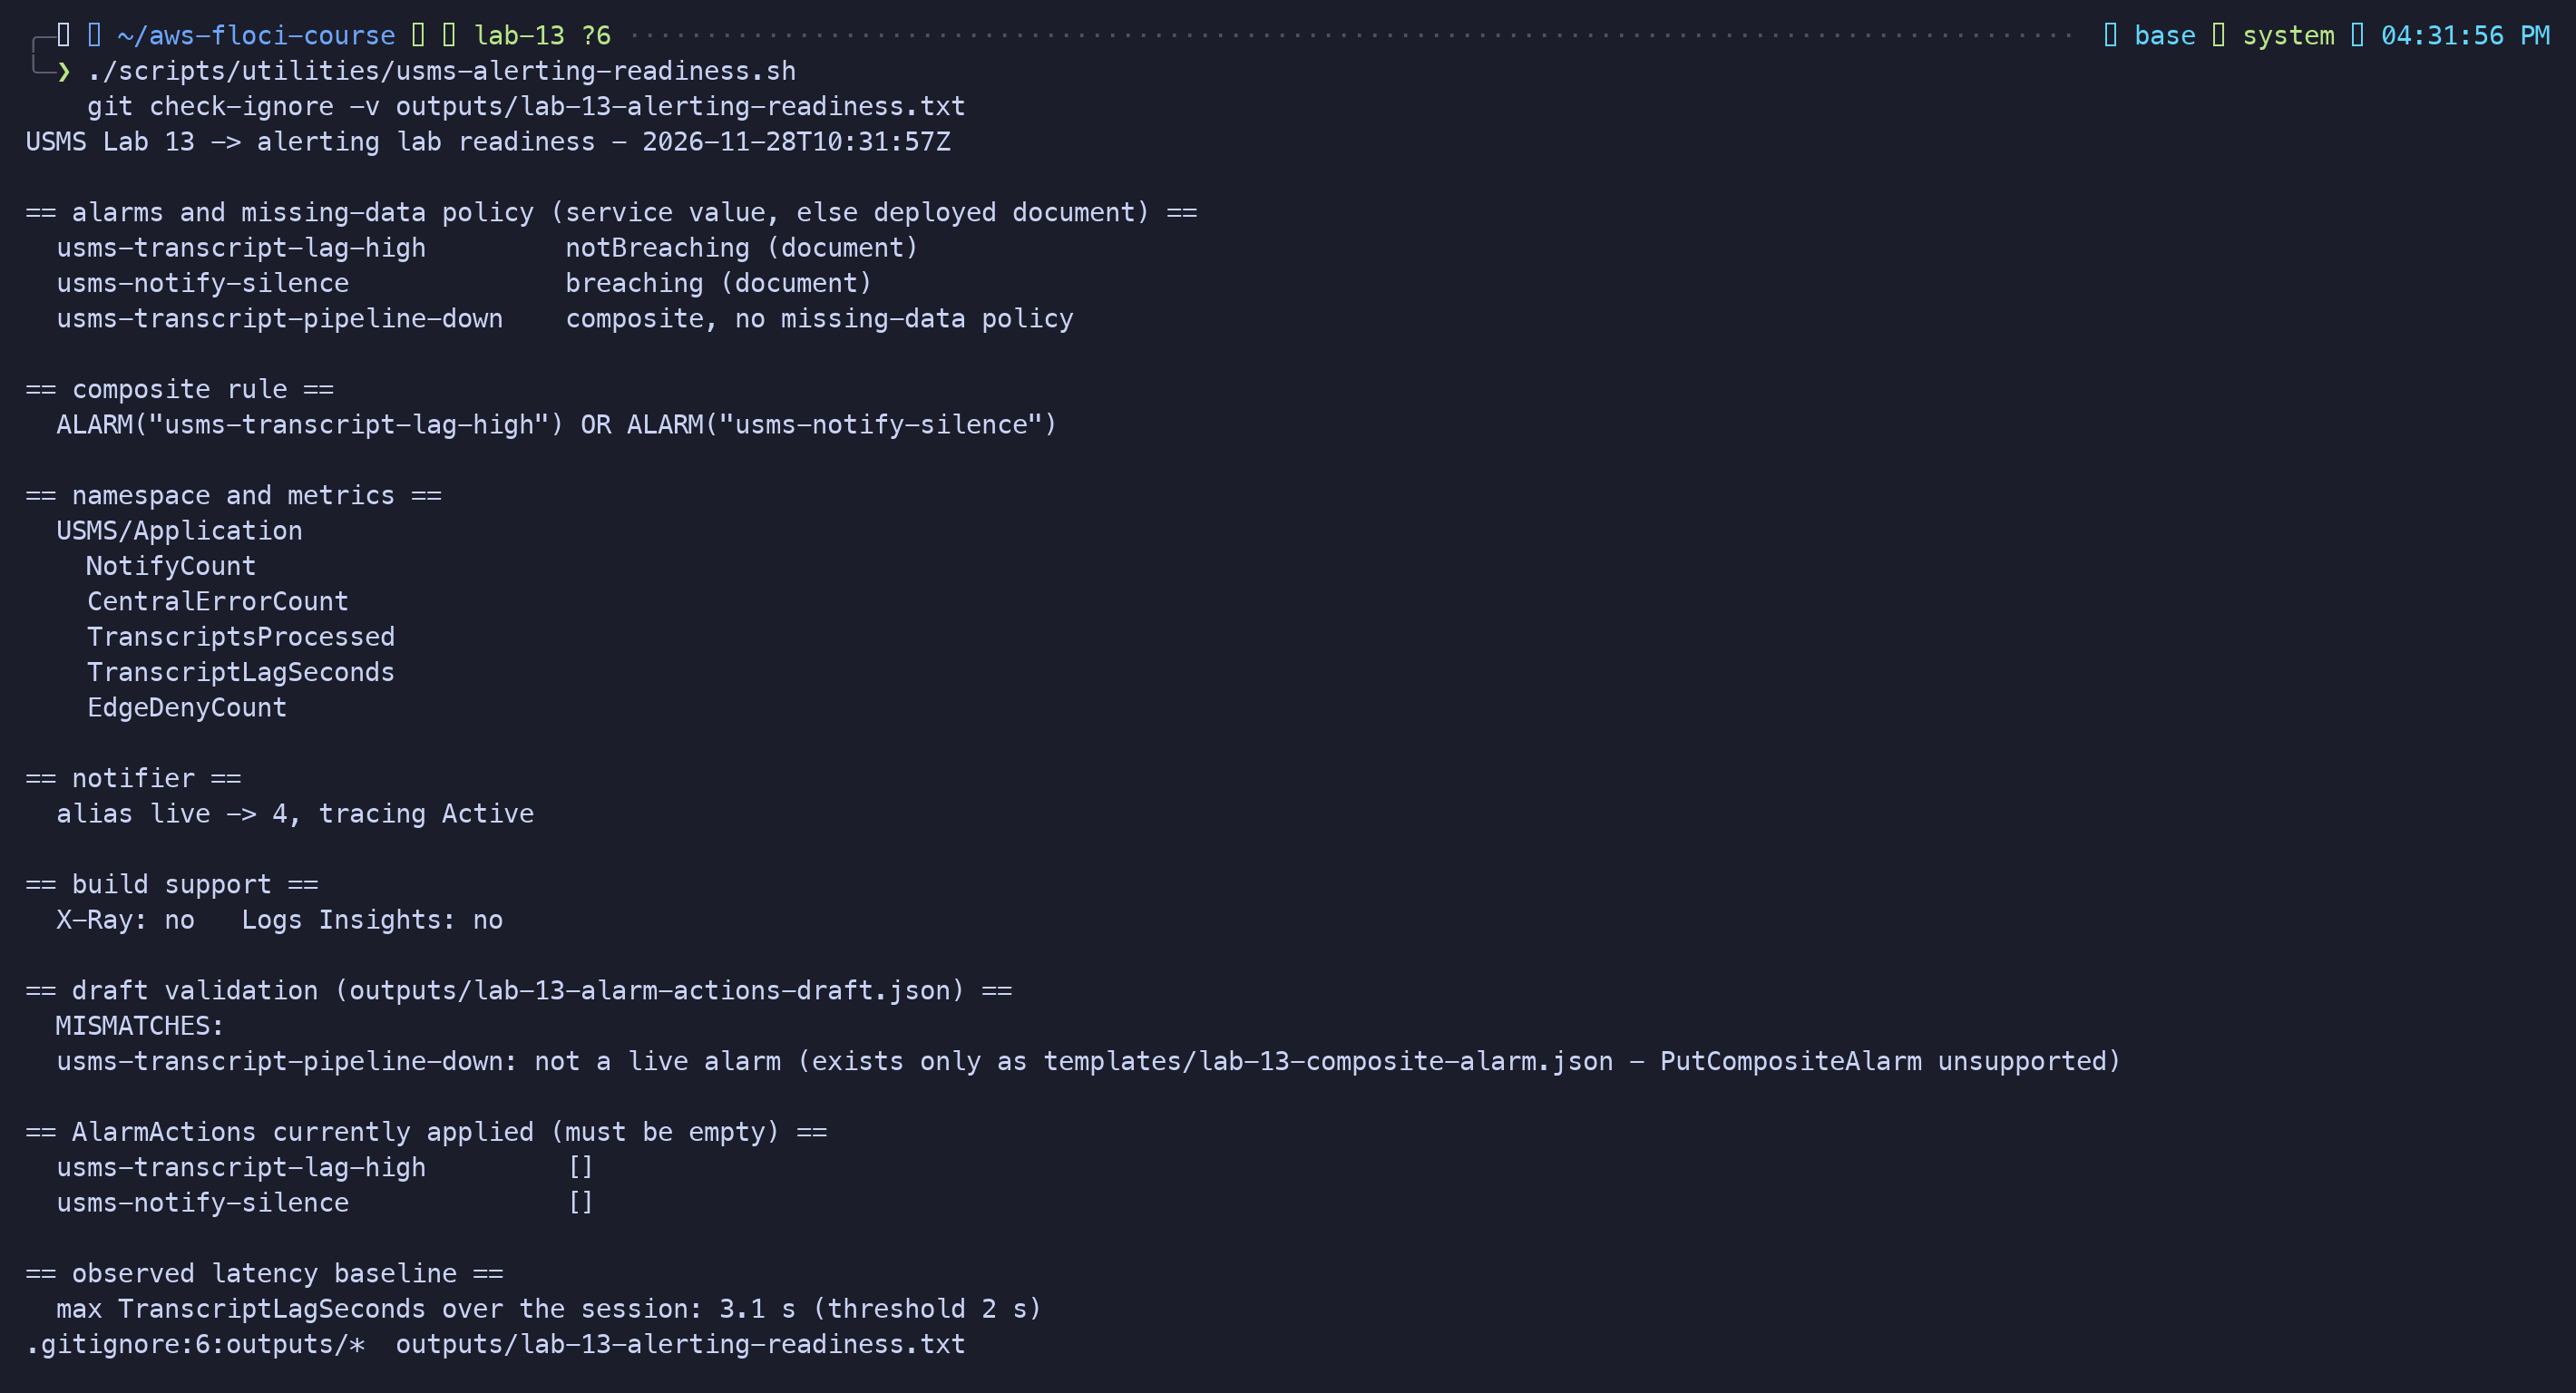 ~/aws-floci-course lab-13 ?6 base system 04:31:56 PM
❯ ./scripts/utilities/usms-alerting-readiness.sh
git check-ignore -v outputs/lab-13-alerting-readiness.txt
USMS Lab 13 -> alerting lab readiness - 2026-11-28T10:31:57Z
== alarms and missing-data policy (service value, else deployed document) ==
usms-transcript-lag-high notBreaching (document)
usms-notify-silence breaching (document)
usms-transcript-pipeline-down composite, no missing-data policy
== composite rule ==
ALARM("usms-transcript-lag-high") OR ALARM("usms-notify-silence")
== namespace and metrics ==
USMS/Application
NotifyCount
CentralErrorCount
TranscriptsProcessed
TranscriptLagSeconds
EdgeDenyCount
== notifier ==
alias live -> 4, tracing Active
== build support ==
X-Ray: no Logs Insights: no
== draft validation (outputs/lab-13-alarm-actions-draft.json) ==
MISMATCHES:
usms-transcript-pipeline-down: not a live alarm (exists only as templates/lab-13-composite-alarm.json - PutCompositeAlarm unsupported)
== AlarmActions currently applied (must be empty) ==
usms-transcript-lag-high []
usms-notify-silence []
== observed latency baseline ==
max TranscriptLagSeconds over the session: 3.1 s (threshold 2 s)
.gitignore:6:outputs/* outputs/lab-13-alerting-readiness.txt